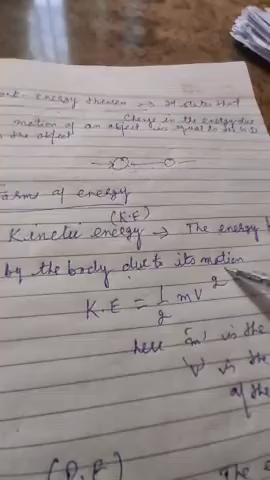 energy theorem → It states that
Change in the energy due
motion of an object is equal to the W.D
the object
Forms of energy
(K.E)
Kinetic energy → The energy
by the body due to its motion
K.E = 1/2 mv²
here 'm' is the
'v' is the
of the
(P.E)
The